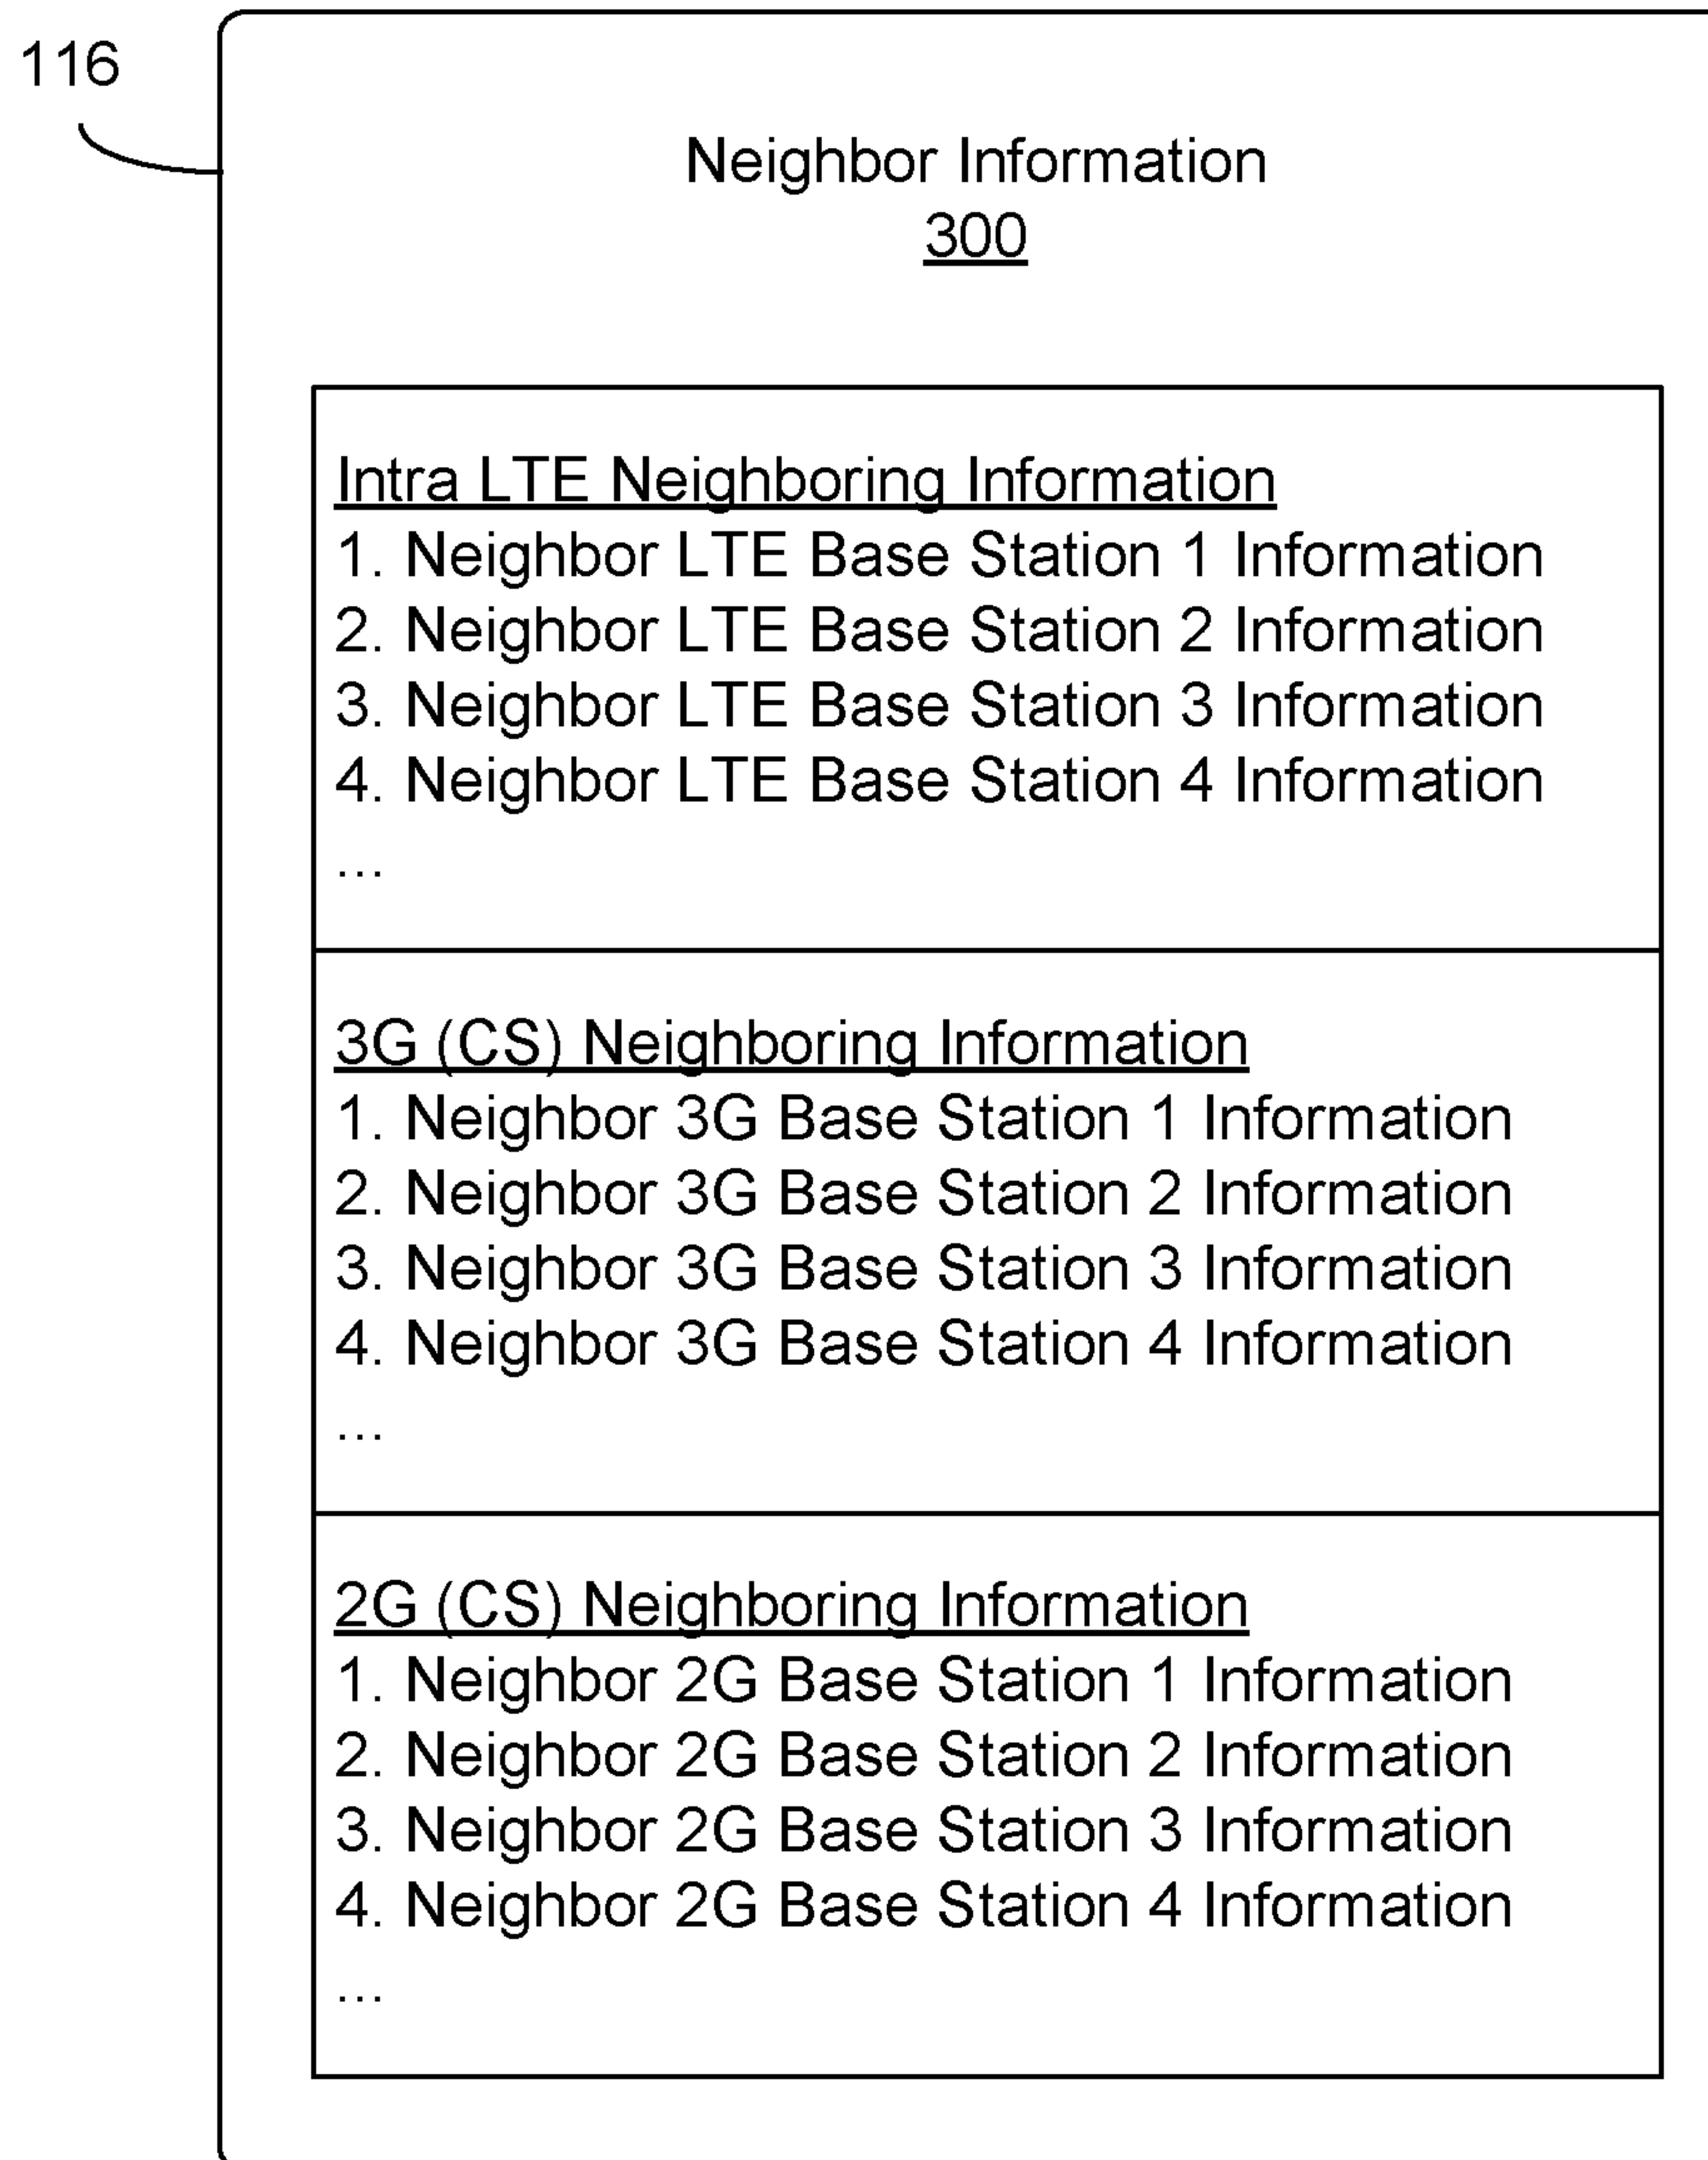 116
Neighbor Information
300
Intra LTE Neighboring Information
1. Neighbor LTE Base Station 1 Information
2. Neighbor LTE Base Station 2 Information
3. Neighbor LTE Base Station 3 Information
4. Neighbor LTE Base Station 4 Information
...
3G (CS) Neighboring Information
1. Neighbor 3G Base Station 1 Information
2. Neighbor 3G Base Station 2 Information
3. Neighbor 3G Base Station 3 Information
4. Neighbor 3G Base Station 4 Information
...
2G (CS) Neighboring Information
1. Neighbor 2G Base Station 1 Information
2. Neighbor 2G Base Station 2 Information
3. Neighbor 2G Base Station 3 Information
4. Neighbor 2G Base Station 4 Information
...